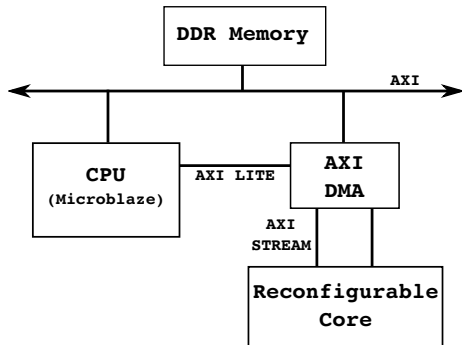 DDR Memory
AXI
CPU
(Microblaze)
AXI LITE
AXI
DMA
AXI
STREAM
Reconfigurable
Core